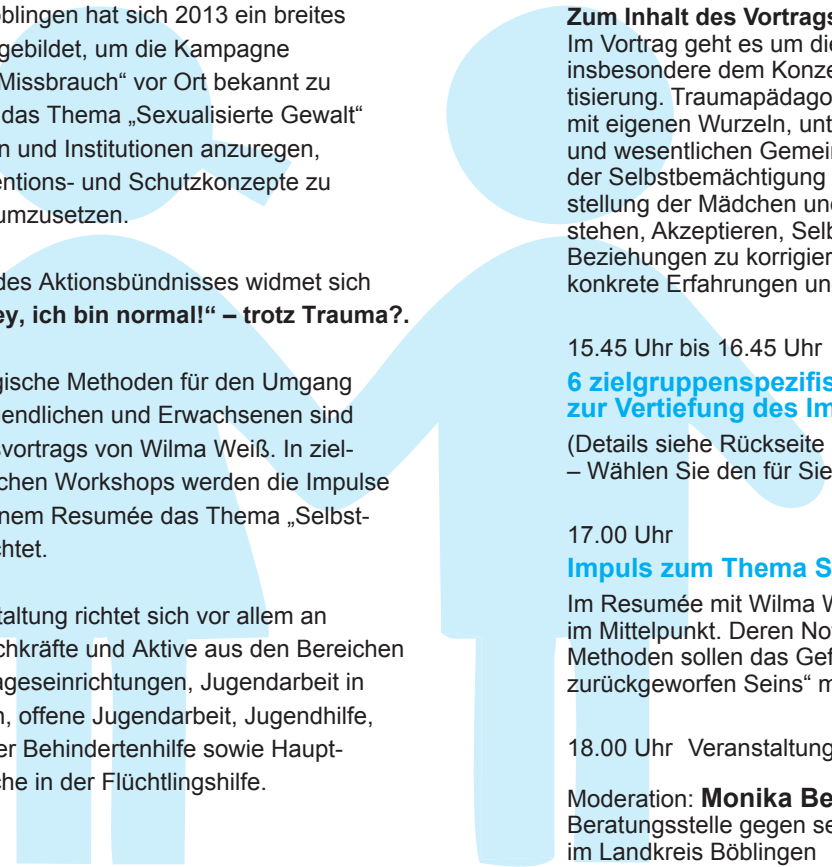 blingen hat sich 2013 ein breites
gebildet, um die Kampagne
Missbrauch“ vor Ort bekannt zu
das Thema „Sexualisierte Gewalt“
n und Institutionen anzuregen,
entions- und Schutzkonzepte zu
umzusetzen.
des Aktionsbündnisses widmet sich
ey, ich bin normal!“ – trotz Trauma?.
gische Methoden für den Umgang
endlichen und Erwachsenen sind
vortrags von Wilma Weiß. In ziel-
chen Workshops werden die Impulse
nem Resumée das Thema „Selbst-
chtet.
taltung richtet sich vor allem an
chkräfte und Aktive aus den Bereichen
ageseinrichtungen, Jugendarbeit in
n, offene Jugendarbeit, Jugendhilfe,
er Behindertenhilfe sowie Haupt-
che in der Flüchtlingshilfe.
Zum Inhalt des Vortrags
Im Vortrag geht es um die
insbesondere dem Konze
tisierung. Traumapädago
mit eigenen Wurzeln, unt
und wesentlichen Gemein
der Selbstbemächtigung
stellung der Mädchen und
stehen, Akzeptieren, Selb
Beziehungen zu korrigier
konkrete Erfahrungen un
15.45 Uhr bis 16.45 Uhr
6 zielgruppenspezifis
zur Vertiefung des Im
(Details siehe Rückseite
– Wählen Sie den für Sie
17.00 Uhr
Impuls zum Thema S
Im Resumée mit Wilma W
im Mittelpunkt. Deren No
Methoden sollen das Gef
zurückgeworfen Seins“ m
18.00 Uhr Veranstaltung
Moderation: Monika Be
Beratungsstelle gegen se
im Landkreis Böblingen